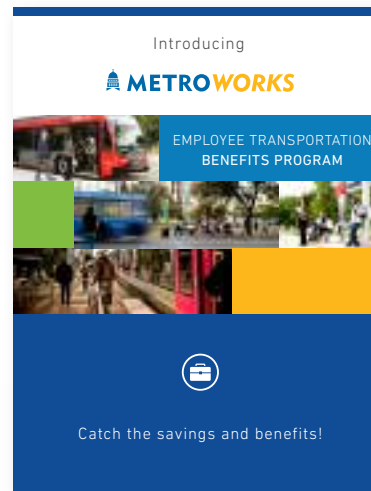 Introducing
METROWORKS
EMPLOYEE TRANSPORTATION
BENEFITS PROGRAM
Catch the savings and benefits!